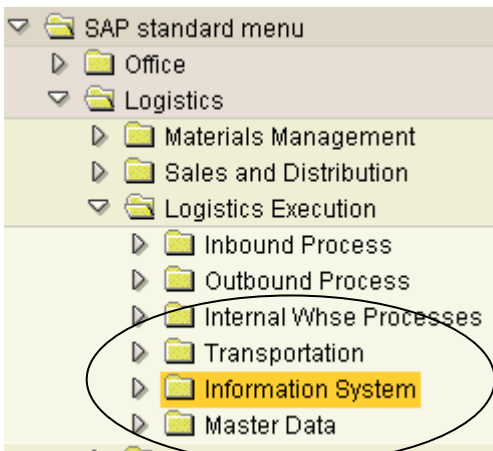 SAP standard menu
Office
Logistics
Materials Management
Sales and Distribution
Logistics Execution
Inbound Process
Outbound Process
Internal Whse Processes
Transportation
Information System
Master Data